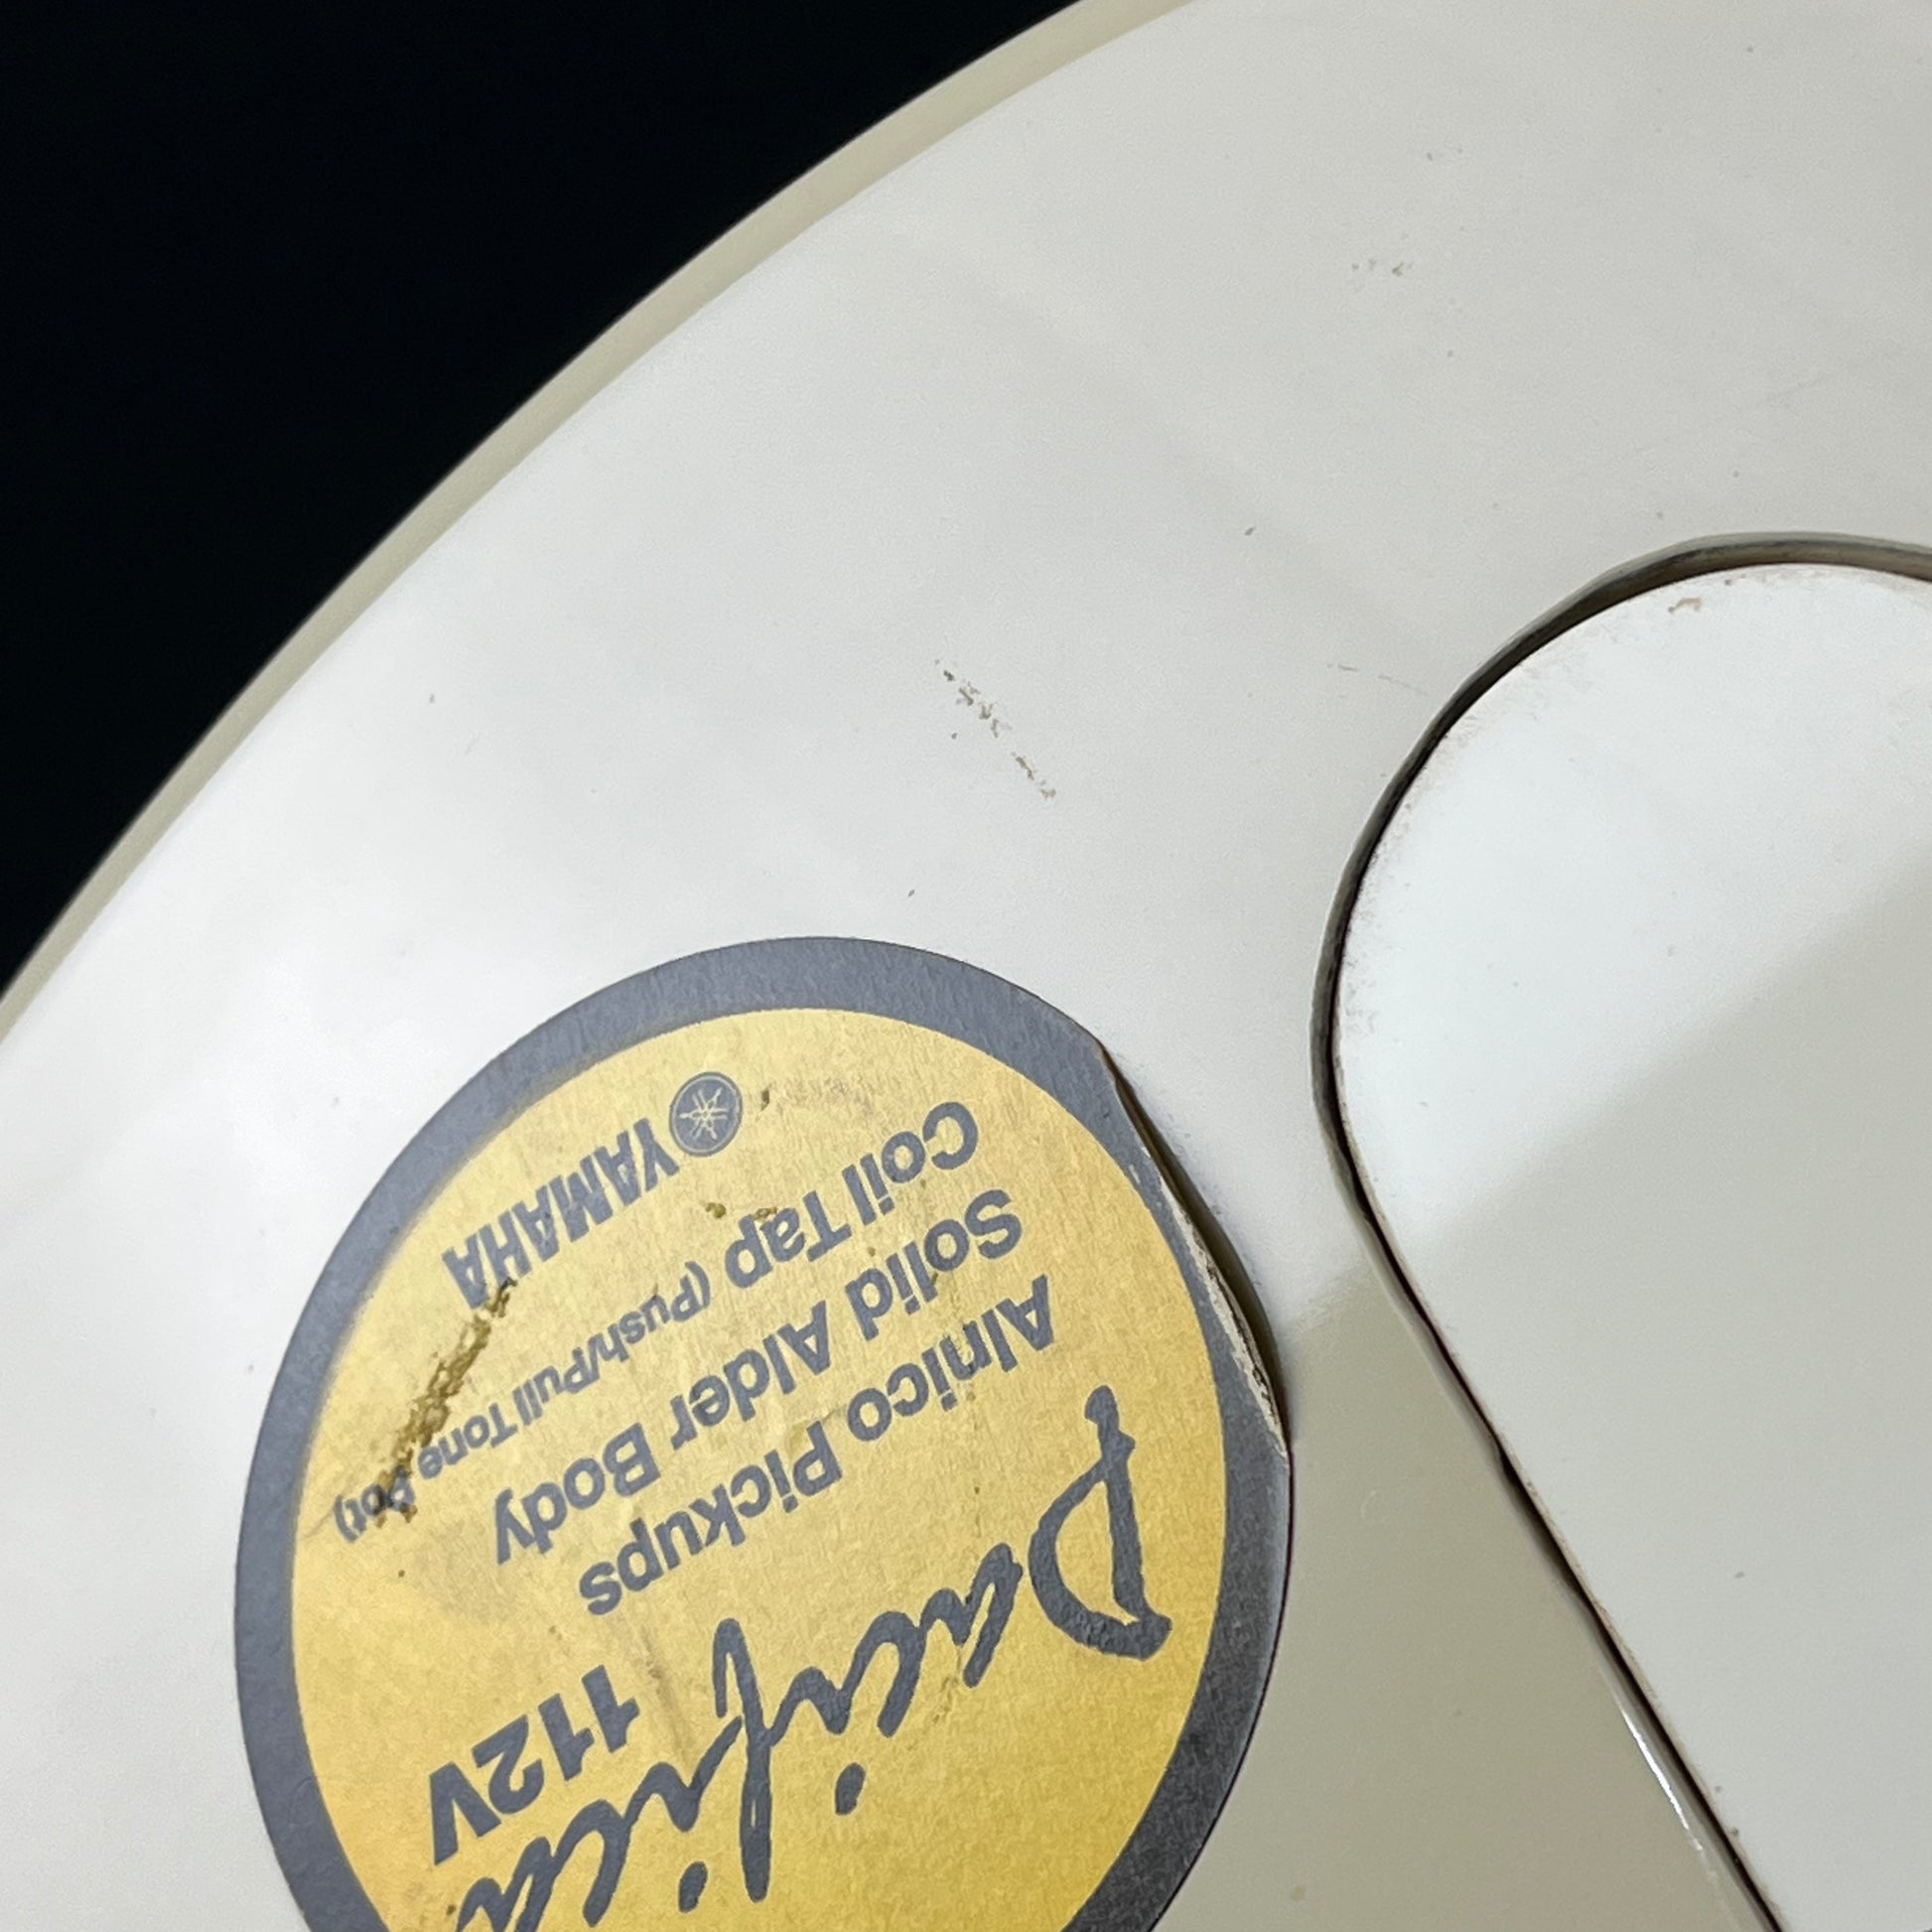 Pacifica
112V
Alnico Pickups
Solid Alder Body
Coil Tap (Push/Pull Tone Pot)
YAMAHA